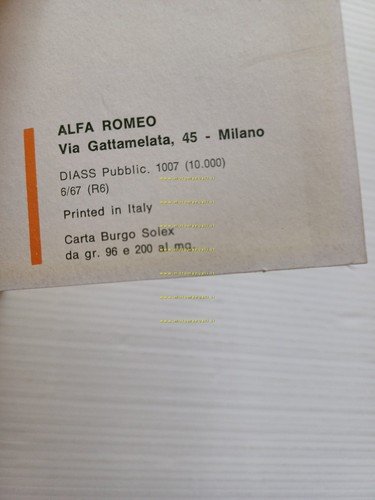 ALFA ROMEO
Via Gattamelata, 45 - Milano
DIASS Pubblic. 1007 (10.000)
6/67 (R6)
Printed in Italy
Carta Burgo Solex
da gr. 96 e 200 al mq.